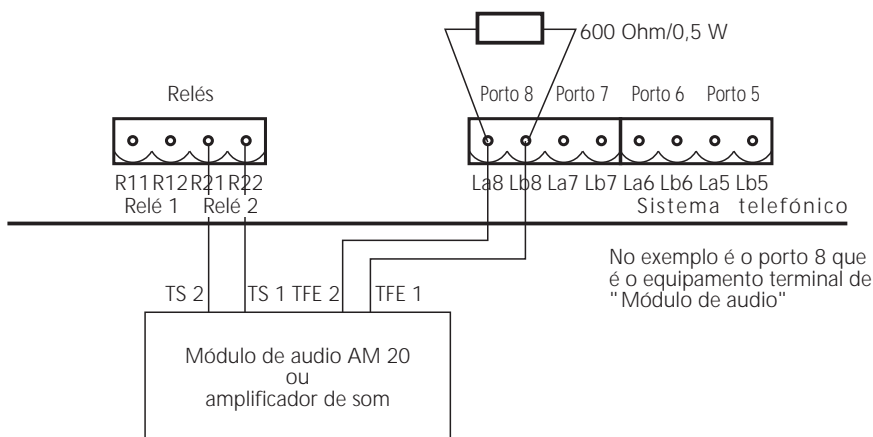 600 Ohm/0,5 W
Relés
Porto 8 Porto 7 Porto 6 Porto 5
R11 R12 R21 R22
La8 Lb8 La7 Lb7 La6 Lb6 La5 Lb5
Relé 1 Relé 2
Sistema telefónico
No exemplo é o porto 8 que
é o equipamento terminal de
"Módulo de audio"
TS 2 TS 1 TFE 2 TFE 1
Módulo de audio AM 20
ou
amplificador de som